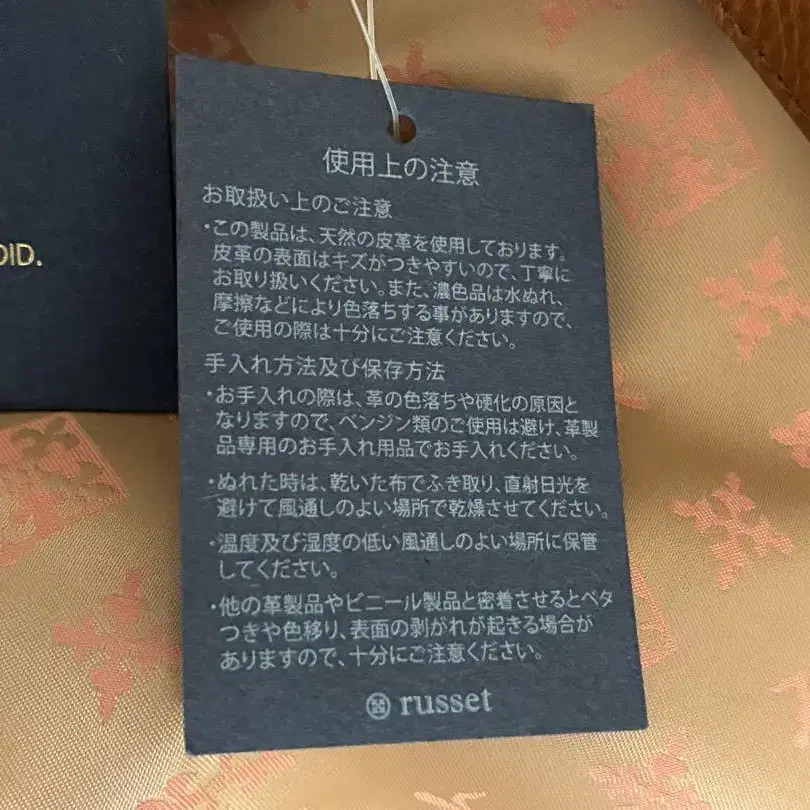 OID.
使用上の注意
お取扱い上のご注意
・この製品は、天然の皮革を使用しております。
皮革の表面はキズがつきやすいので、丁寧に
お取り扱いください。また、濃色品は水ぬれ、
摩擦などにより色落ちする事がありますので、
ご使用の際は十分にご注意ください。
手入れ方法及び保存方法
・お手入れの際は、革の色落ちや硬化の原因と
なりますので、ベンジン類のご使用は避け、革製
品専用のお手入れ用品でお手入れください。
・ぬれた時は、乾いた布でふき取り、直射日光を
避けて風通しのよい場所で乾燥させてください。
・温度及び湿度の低い風通しのよい場所に保管
してください。
・他の革製品やビニール製品と密着させるとベタ
つきや色移り、表面の剥がれが起きる場合が
ありますので、十分にご注意ください。
russet